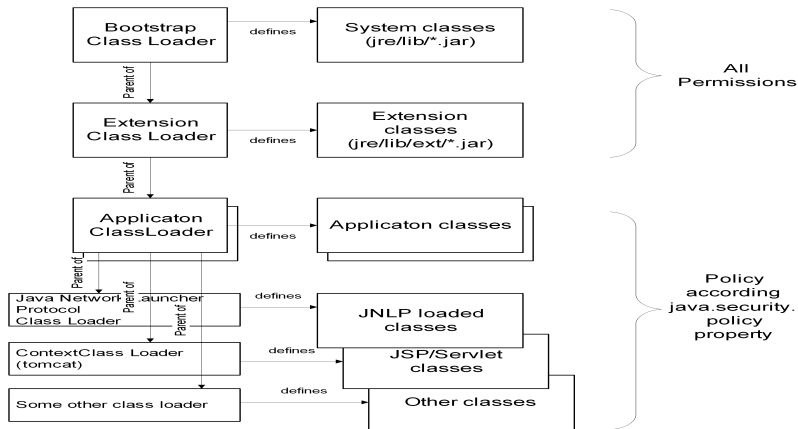 Bootstrap
Class Loader
defines
System classes
(jre/lib/*.jar)
All
Permissions
Parent of
Extension
Class Loader
defines
Extension
classes
(jre/lib/ext/*.jar)
Parent of
Applicaton
ClassLoader
defines
Applicaton classes
Parent of
Parent of
Parent of
Java Network Launcher
Protocol
Class Loader
defines
JNLP loaded
classes
Policy
according
java.security.
policy
property
ContextClass Loader
(tomcat)
defines
JSP/Servlet
classes
Some other class loader
defines
Other classes